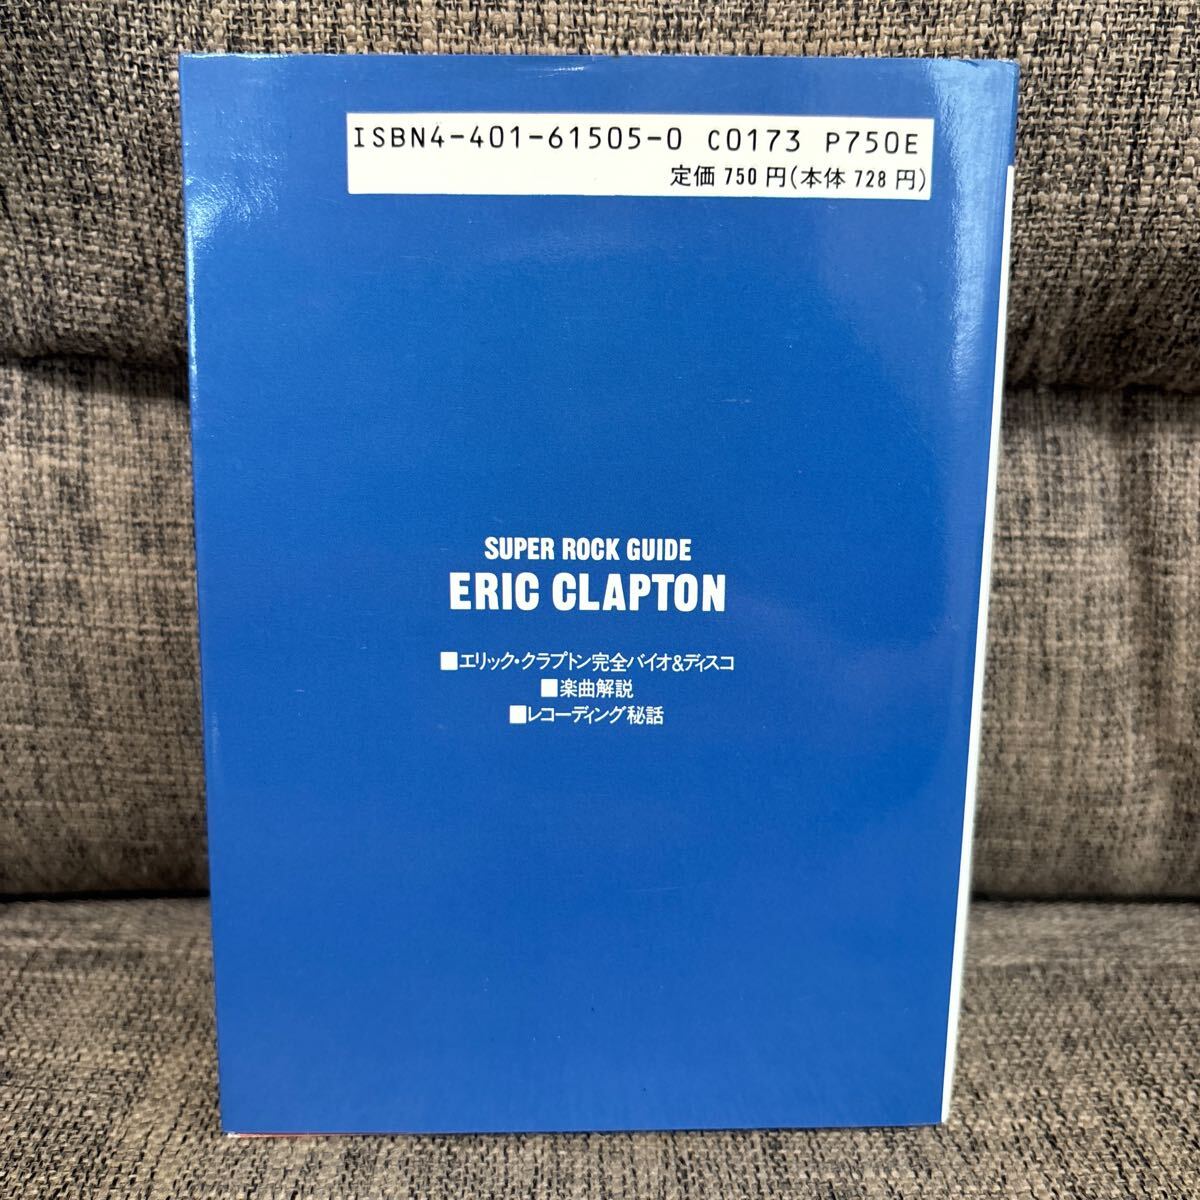 ISBN4-401-61505-0 C0173 P750E
定価 750 円(本体 728 円)
SUPER ROCK GUIDE
ERIC CLAPTON
■エリック・クラプトン完全バイオ&ディスコ
■楽曲解説
■レコーディング秘話